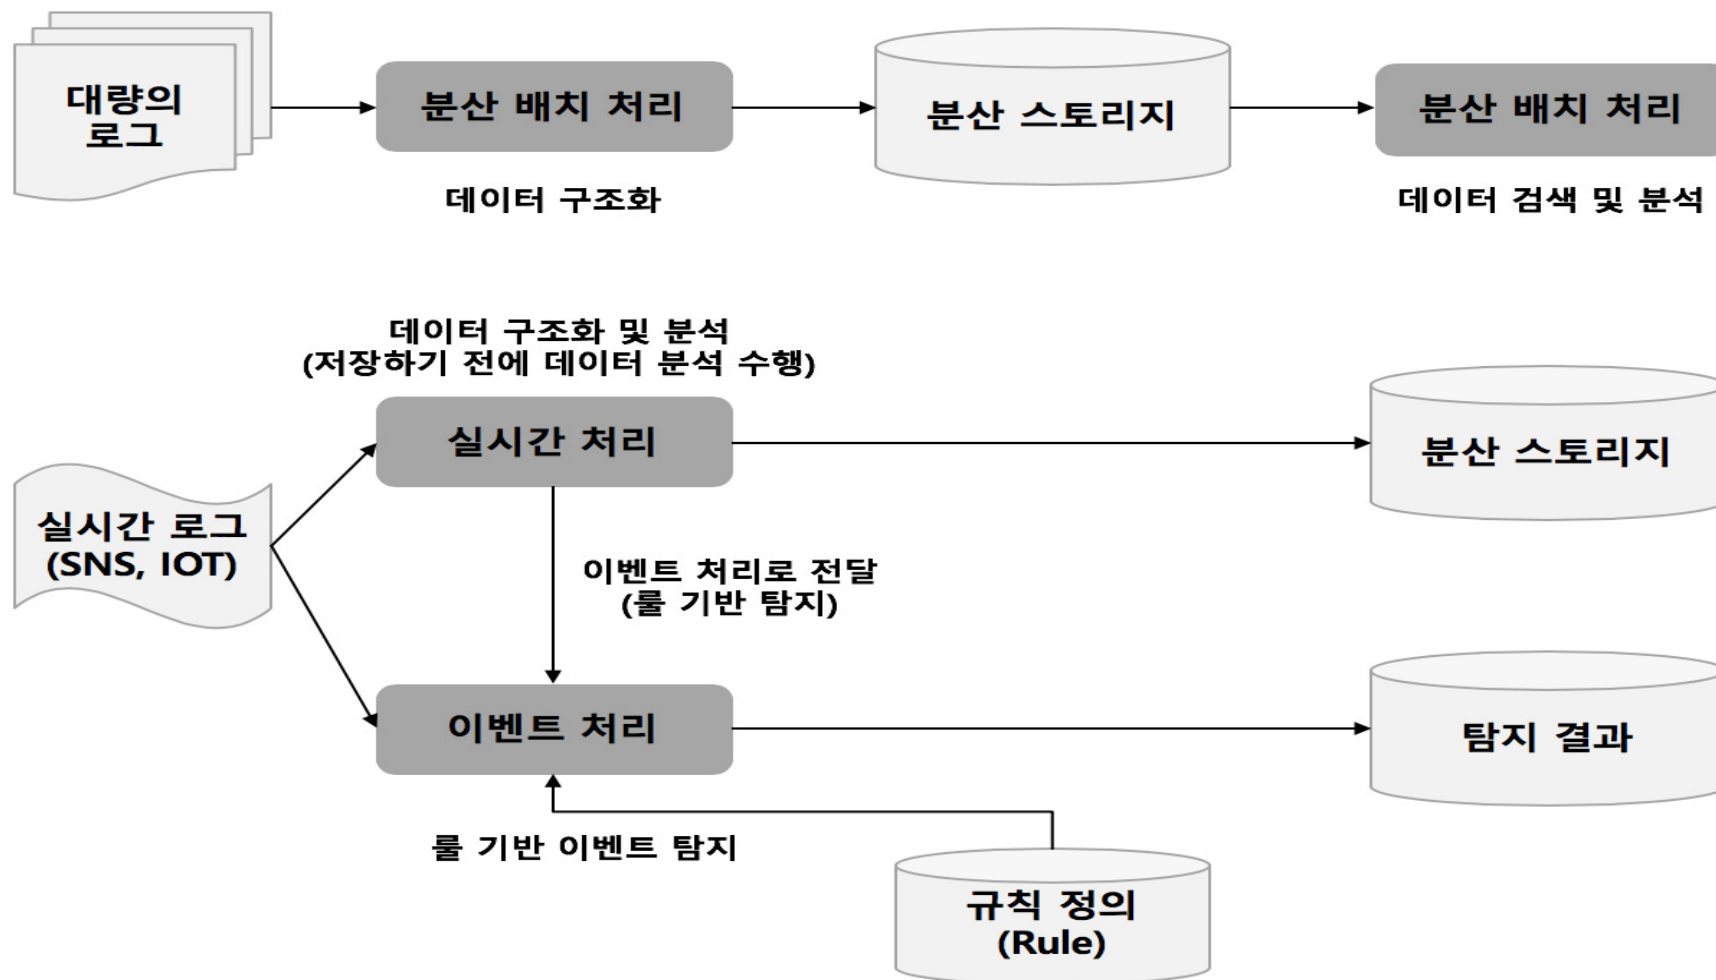 대량의
로그
분산 배치 처리
데이터 구조화
분산 스토리지
분산 배치 처리
데이터 검색 및 분석
데이터 구조화 및 분석
(저장하기 전에 데이터 분석 수행)
실시간 처리
분산 스토리지
실시간 로그
(SNS, IOT)
이벤트 처리로 전달
(룰 기반 탐지)
이벤트 처리
탐지 결과
룰 기반 이벤트 탐지
규칙 정의
(Rule)